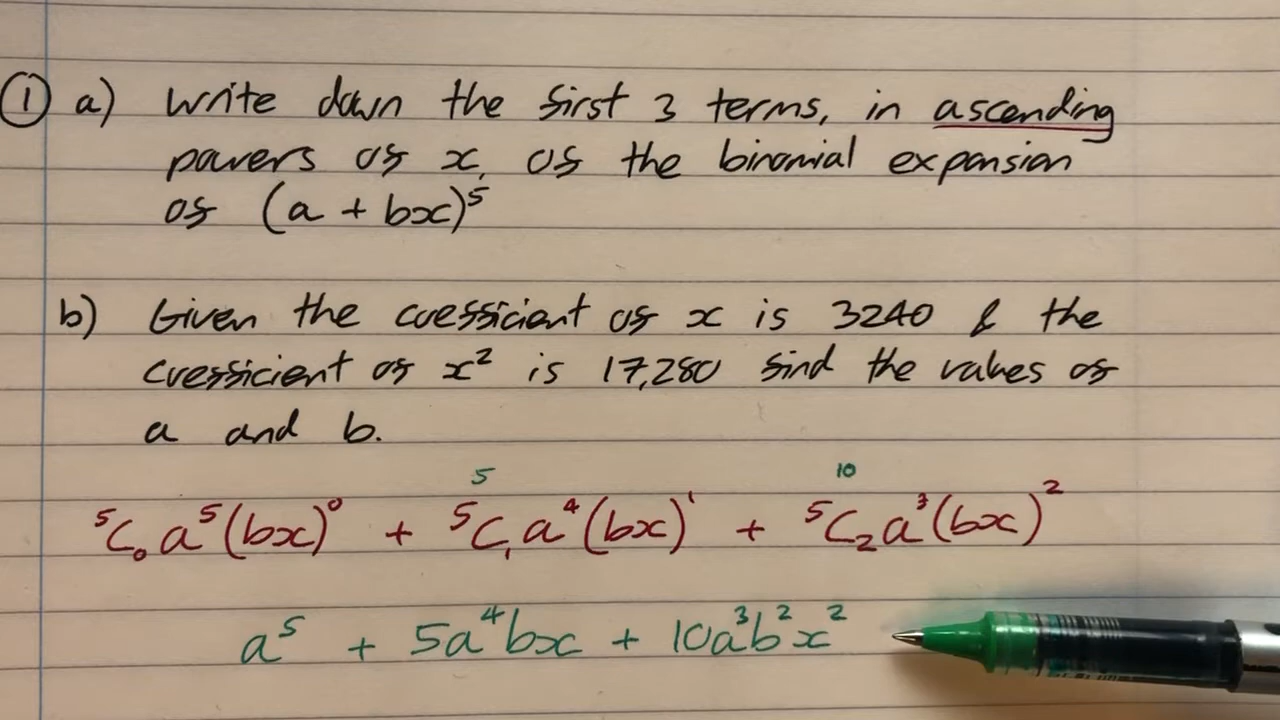 ① a) Write down the first 3 terms, in ascending
powers of x, of the binomial expansion
of (a + bx)⁵
b) Given the coefficient of x is 3240 & the
coefficient of x² is 17,280 find the values of
a and b.
5 10
⁵C₀a⁵(bx)⁰ + ⁵C₁a⁴(bx)¹ + ⁵C₂a³(bx)²
a⁵ + 5a⁴bx + 10a³b²x²